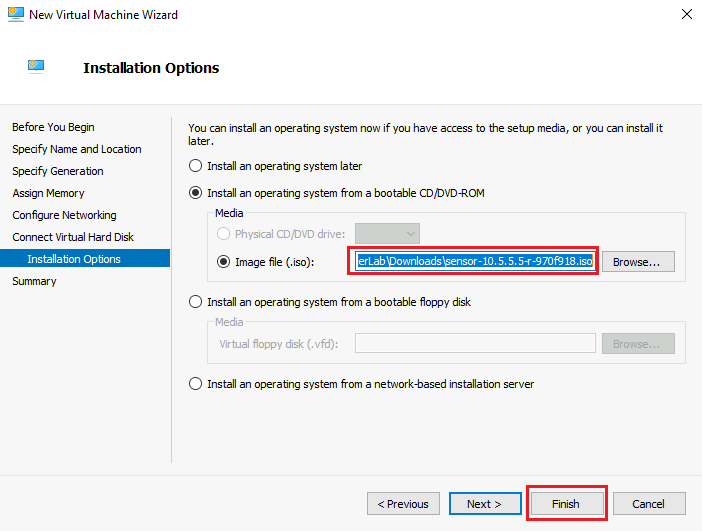 New Virtual Machine Wizard
Installation Options
Before You Begin
Specify Name and Location
Specify Generation
Assign Memory
Configure Networking
Connect Virtual Hard Disk
Installation Options
Summary
You can install an operating system now if you have access to the setup media, or you can install it
later.
Install an operating system later
Install an operating system from a bootable CD/DVD-ROM
Media
Physical CD/DVD drive:
Image file (.iso): erLab\Downloads\sensor-10.5.5.5-r-970f918.iso Browse...
Install an operating system from a bootable floppy disk
Media
Virtual floppy disk (.vfd): Browse...
Install an operating system from a network-based installation server
< Previous Next > Finish Cancel